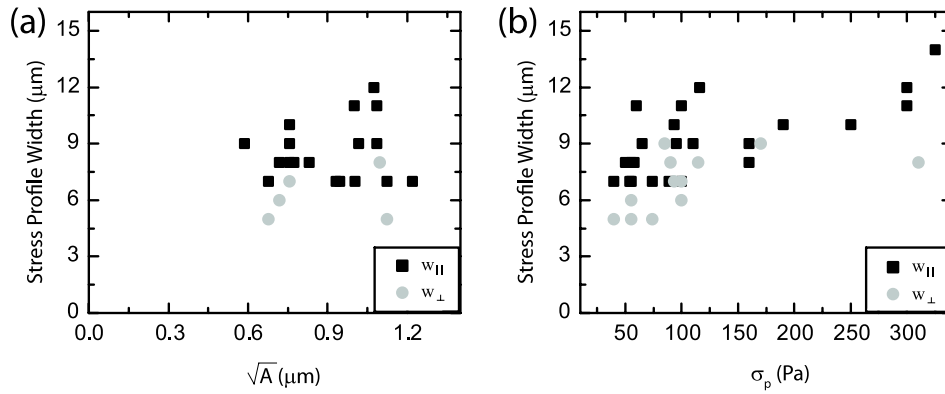 (a)
Stress Profile Width (μm)
15
12
9
6
3
0
0.0
0.3
0.6
0.9
1.2
√A (μm)
w||
w⊥
(b)
Stress Profile Width (μm)
15
12
9
6
3
0
50
100
150
200
250
300
σp (Pa)
w||
w⊥